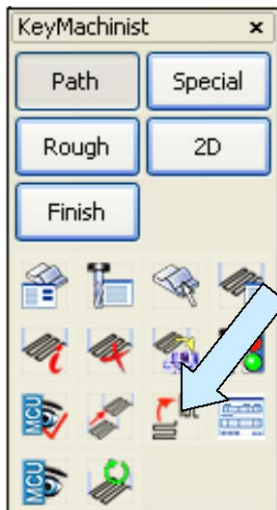 KeyMachinist x
Path Special
Rough 2D
Finish
i
MCU
MCU